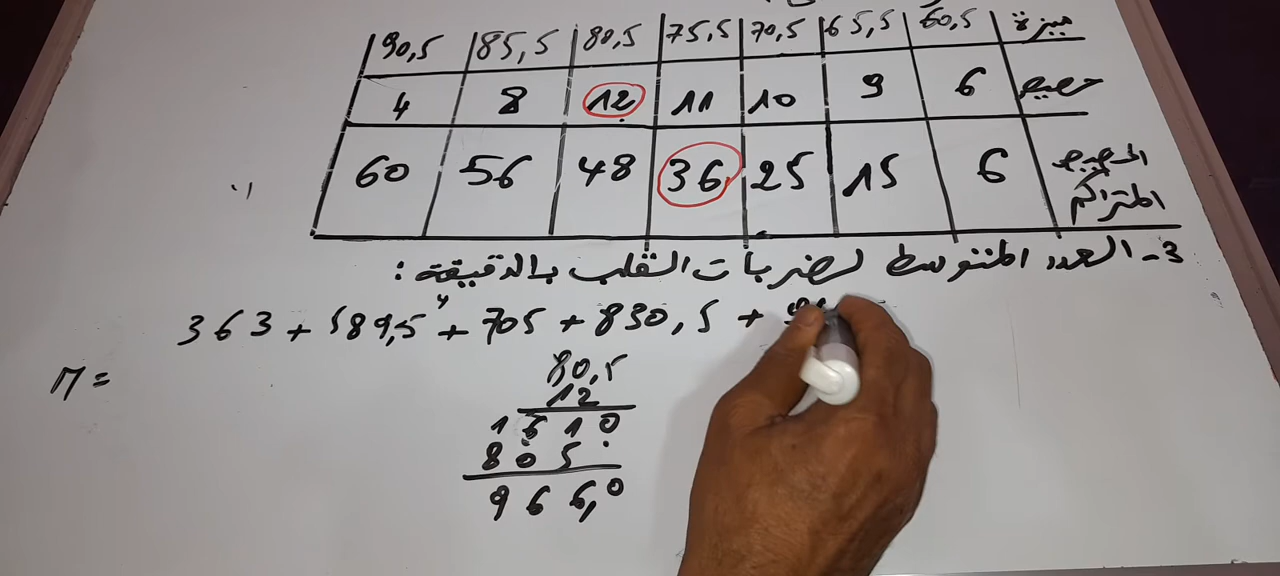 ميزة 60,5 65,5 70,5 75,5 80,5 85,5 90,5
حصيص 6 9 10 11 12 8 4
الحصيص المتراكم 6 15 25 36 48 56 60
3- العدد المتوسط لضربات القلب بالدقيقة :
363 + 589,5 + 705 + 830,5 +
M =
80,5
12
1610
805
966,0